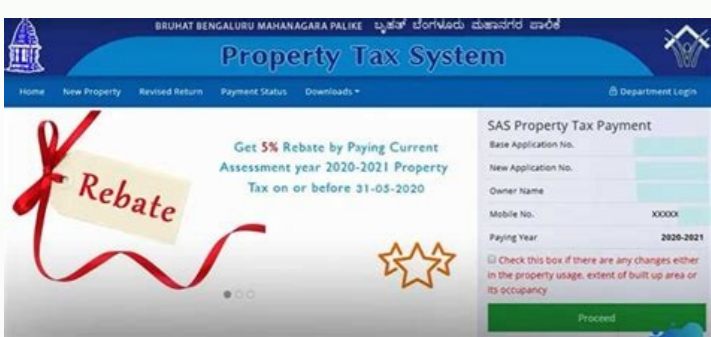 BRUHAT BENGALURU MAHANAGARA PALIKE ಬೃಹತ್ ಬೆಂಗಳೂರು ಮಹಾನಗರ ಪಾಲಿಕೆ
Property Tax System
Home New Property Revised Return Payment Status Downloads Department Login
Rebate
Get 5% Rebate by Paying Current
Assessment year 2020-2021 Property
Tax on or before 31-05-2020
SAS Property Tax Payment
Base Application No.
New Application No.
Owner Name
Mobile No. XXXXX
Paying Year 2020-2021
Check this box if there are any changes either
in the property usage, extent of built up area or
its occupancy
Proceed